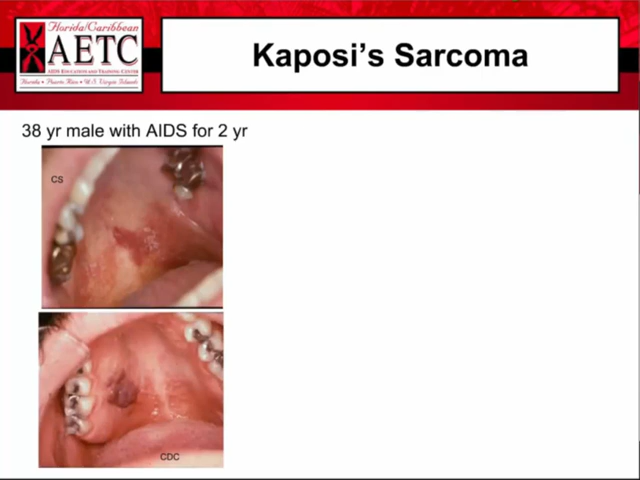 Florida/Caribbean
AETC
AIDS EDUCATION AND TRAINING CENTER
Florida • Puerto Rico • U.S. Virgin Islands
Kaposi's Sarcoma
38 yr male with AIDS for 2 yr
CS
CDC